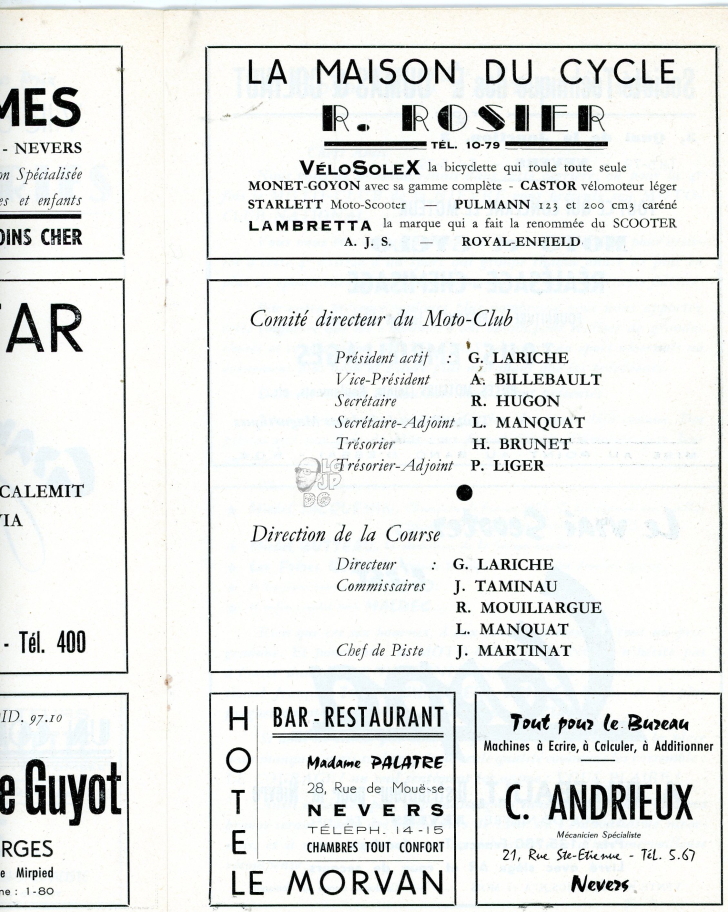 MES
- NEVERS
on Spécialisée
es et enfants
OINS CHER
TAR
CALEMIT
VIA
- Tél. 400
ID. 97.10
e Guyot
RGES
e Mirpied
ne : 1-80
LA MAISON DU CYCLE
R. ROSIER
TÉL. 10-79
VÉLOSOLEX la bicyclette qui roule toute seule
MONET-GOYON avec sa gamme complète - CASTOR vélomoteur léger
STARLETT Moto-Scooter — PULMANN 123 et 200 cm3 caréné
LAMBRETTA la marque qui a fait la renommée du SCOOTER
A. J. S. — ROYAL-ENFIELD
Comité directeur du Moto-Club
Président actif : G. LARICHE
Vice-Président A. BILLEBAULT
Secrétaire R. HUGON
Secrétaire-Adjoint L. MANQUAT
Trésorier H. BRUNET
Trésorier-Adjoint P. LIGER
LG
JP
DG
Direction de la Course
Directeur : G. LARICHE
Commissaires J. TAMINAU
R. MOUILIARGUE
L. MANQUAT
Chef de Piste J. MARTINAT
HOTEL
BAR-RESTAURANT
Madame PALATRE
28, Rue de Mouë-se
NEVERS
TÉLÉPH. 14-15
CHAMBRES TOUT CONFORT
LE MORVAN
Tout pour le Bureau
Machines à Ecrire, à Calculer, à Additionner
C. ANDRIEUX
Mécanicien Spécialiste
21, Rue Ste-Etienne - Tél. 5.67
Nevers